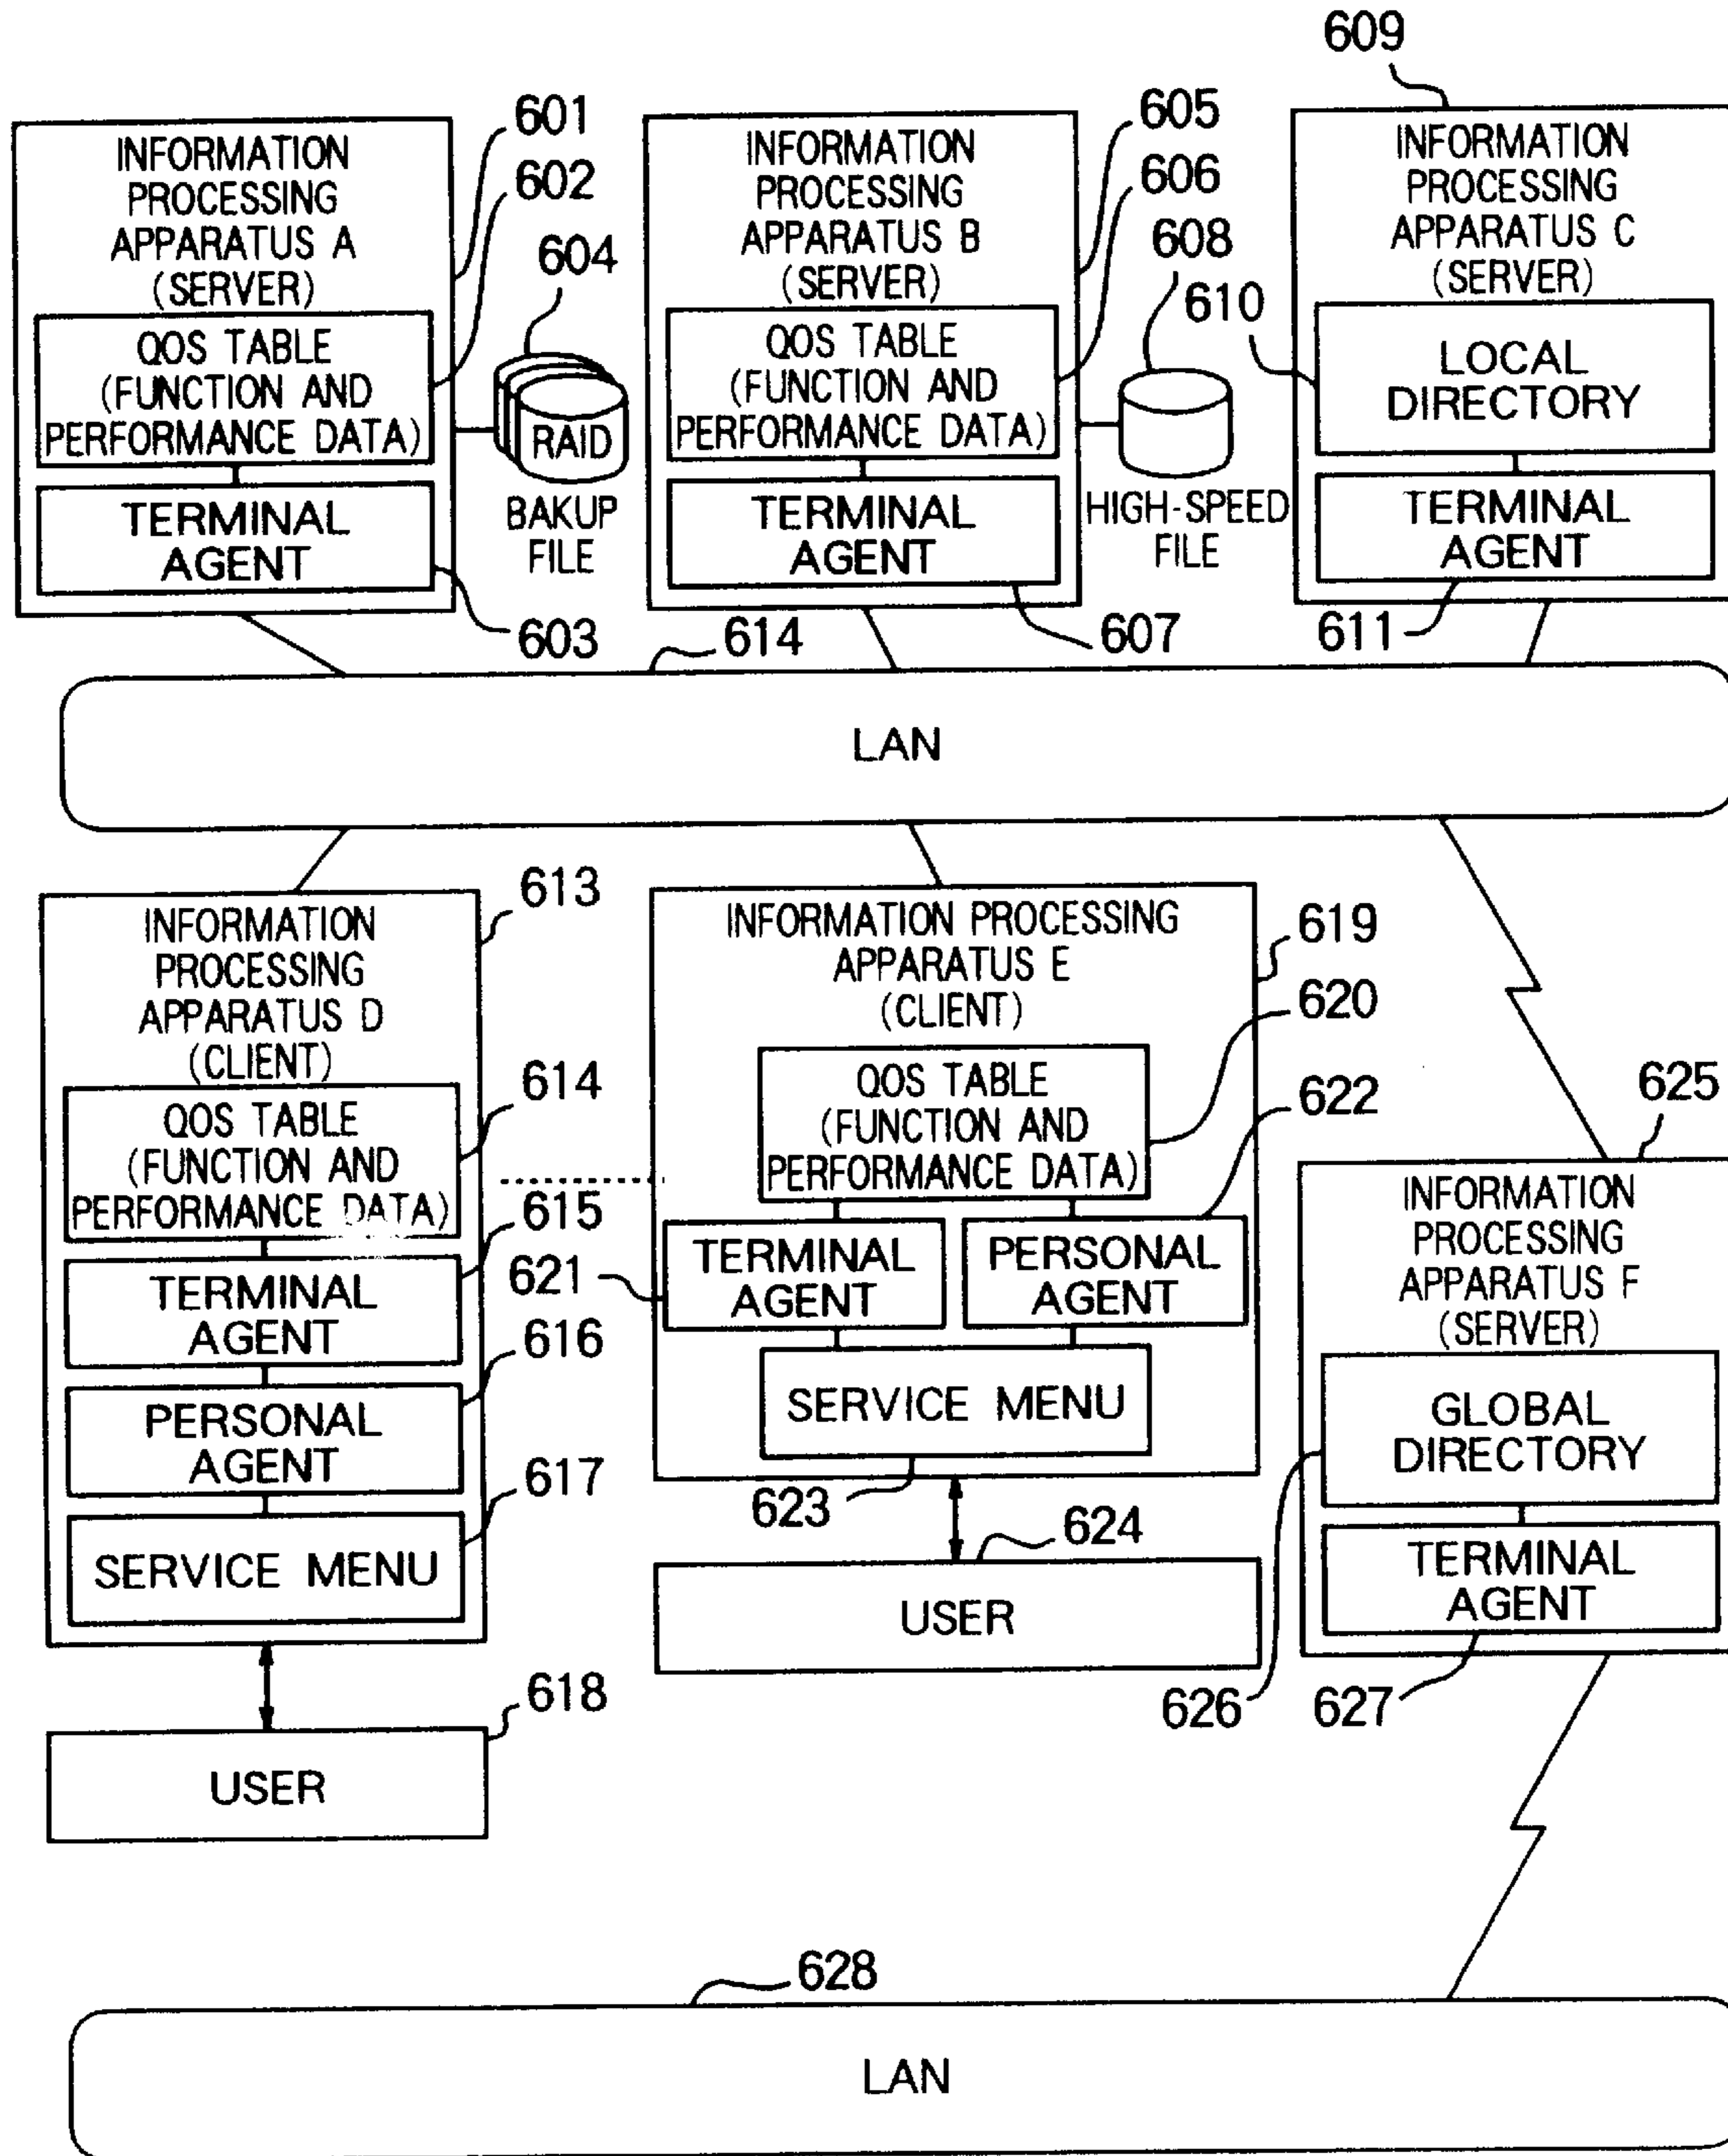 609
INFORMATION
PROCESSING
APPARATUS A
(SERVER)
601
602
QOS TABLE
(FUNCTION AND
PERFORMANCE DATA)
604
RAID
BAKUP
FILE
TERMINAL
AGENT
603
INFORMATION
PROCESSING
APPARATUS B
(SERVER)
605
606
608
QOS TABLE
(FUNCTION AND
PERFORMANCE DATA)
HIGH-SPEED
FILE
TERMINAL
AGENT
607
INFORMATION
PROCESSING
APPARATUS C
(SERVER)
610
LOCAL
DIRECTORY
TERMINAL
AGENT
611
614
LAN
613
INFORMATION
PROCESSING
APPARATUS D
(CLIENT)
614
QOS TABLE
(FUNCTION AND
PERFORMANCE DATA)
615
TERMINAL
AGENT
616
PERSONAL
AGENT
617
SERVICE MENU
618
USER
INFORMATION PROCESSING
APPARATUS E
(CLIENT)
619
620
QOS TABLE
(FUNCTION AND
PERFORMANCE DATA)
622
621
TERMINAL
AGENT
PERSONAL
AGENT
SERVICE MENU
623
624
USER
625
INFORMATION
PROCESSING
APPARATUS F
(SERVER)
GLOBAL
DIRECTORY
TERMINAL
AGENT
626
627
628
LAN